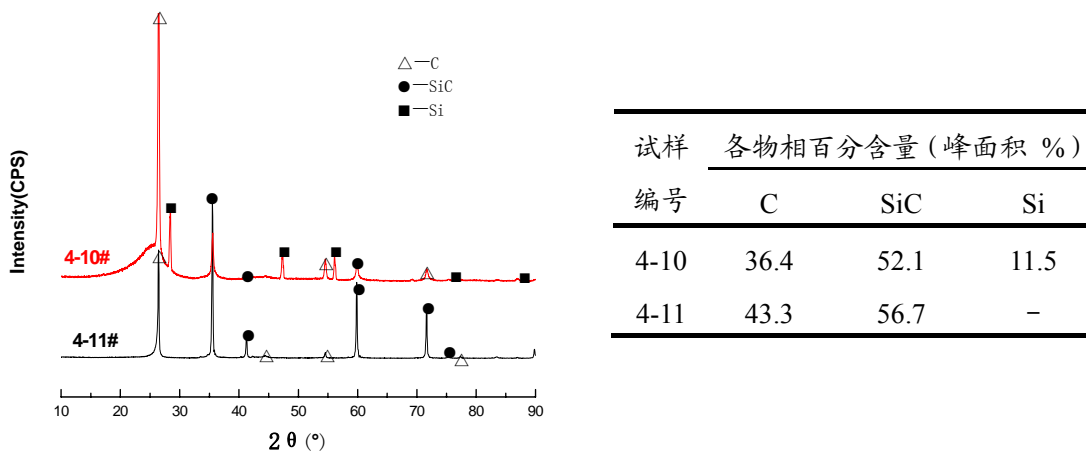 Intensity(CPS)
△—C
●—SiC
■—Si
4-10#
4-11#
10 20 30 40 50 60 70 80 90
2θ (°)
试样 各物相百分含量(峰面积 %)
编号 C SiC Si
4-10 36.4 52.1 11.5
4-11 43.3 56.7 －